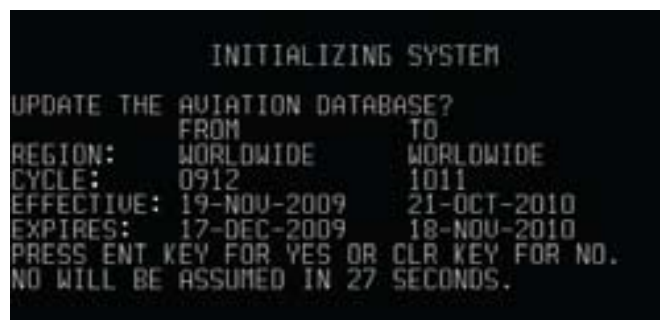 INITIALIZING SYSTEM
UPDATE THE AVIATION DATABASE?
FROM TO
REGION: WORLDWIDE WORLDWIDE
CYCLE: 0912 1011
EFFECTIVE: 19-NOV-2009 21-OCT-2010
EXPIRES: 17-DEC-2009 18-NOV-2010
PRESS ENT KEY FOR YES OR CLR KEY FOR NO.
NO WILL BE ASSUMED IN 27 SECONDS.